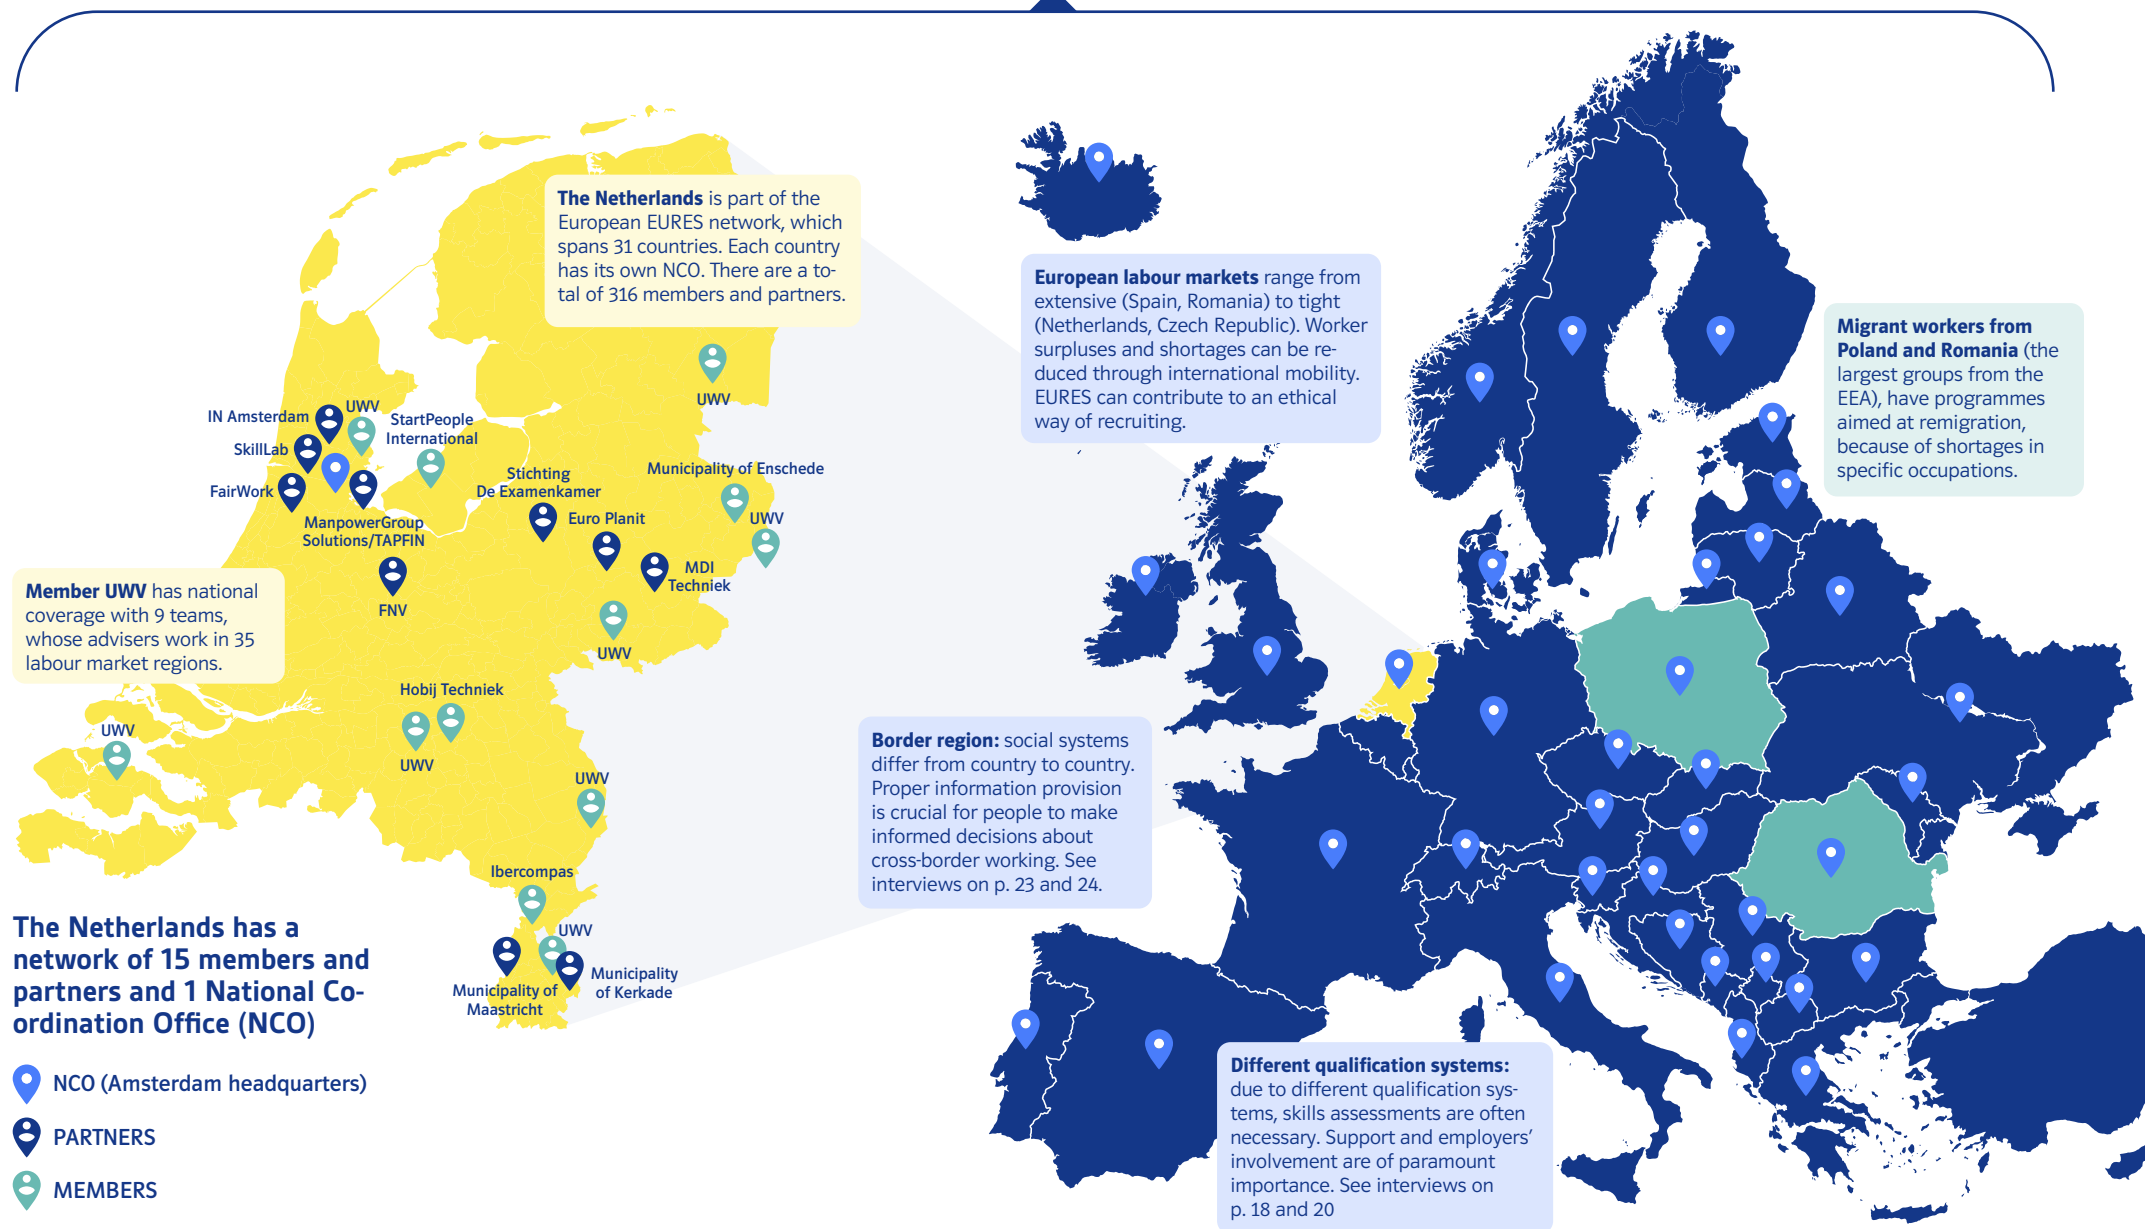 The Netherlands is part of the
European EURES network, which
spans 31 countries. Each country
has its own NCO. There are a to-
tal of 316 members and partners.
European labour markets range from
extensive (Spain, Romania) to tight
(Netherlands, Czech Republic). Worker
surpluses and shortages can be re-
duced through international mobility.
EURES can contribute to an ethical
way of recruiting.
Migrant workers from
Poland and Romania (the
largest groups from the
EEA), have programmes
aimed at remigration,
because of shortages in
specific occupations.
UWV
IN Amsterdam
UWV
StartPeople
International
SkillLab
FairWork
ManpowerGroup
Solutions/TAPFIN
Stichting
De Examenkamer
Municipality of Enschede
Euro Planit
UWV
MDI
Techniek
FNV
UWV
Member UWV has national
coverage with 9 teams,
whose advisers work in 35
labour market regions.
Hobij Techniek
UWV
UWV
UWV
Border region: social systems
differ from country to country.
Proper information provision
is crucial for people to make
informed decisions about
cross-border working. See
interviews on p. 23 and 24.
Ibercompas
UWV
Municipality of
Maastricht
Municipality
of Kerkade
The Netherlands has a
network of 15 members and
partners and 1 National Co-
ordination Office (NCO)
NCO (Amsterdam headquarters)
PARTNERS
MEMBERS
Different qualification systems:
due to different qualification sys-
tems, skills assessments are often
necessary. Support and employers’
involvement are of paramount
importance. See interviews on
p. 18 and 20